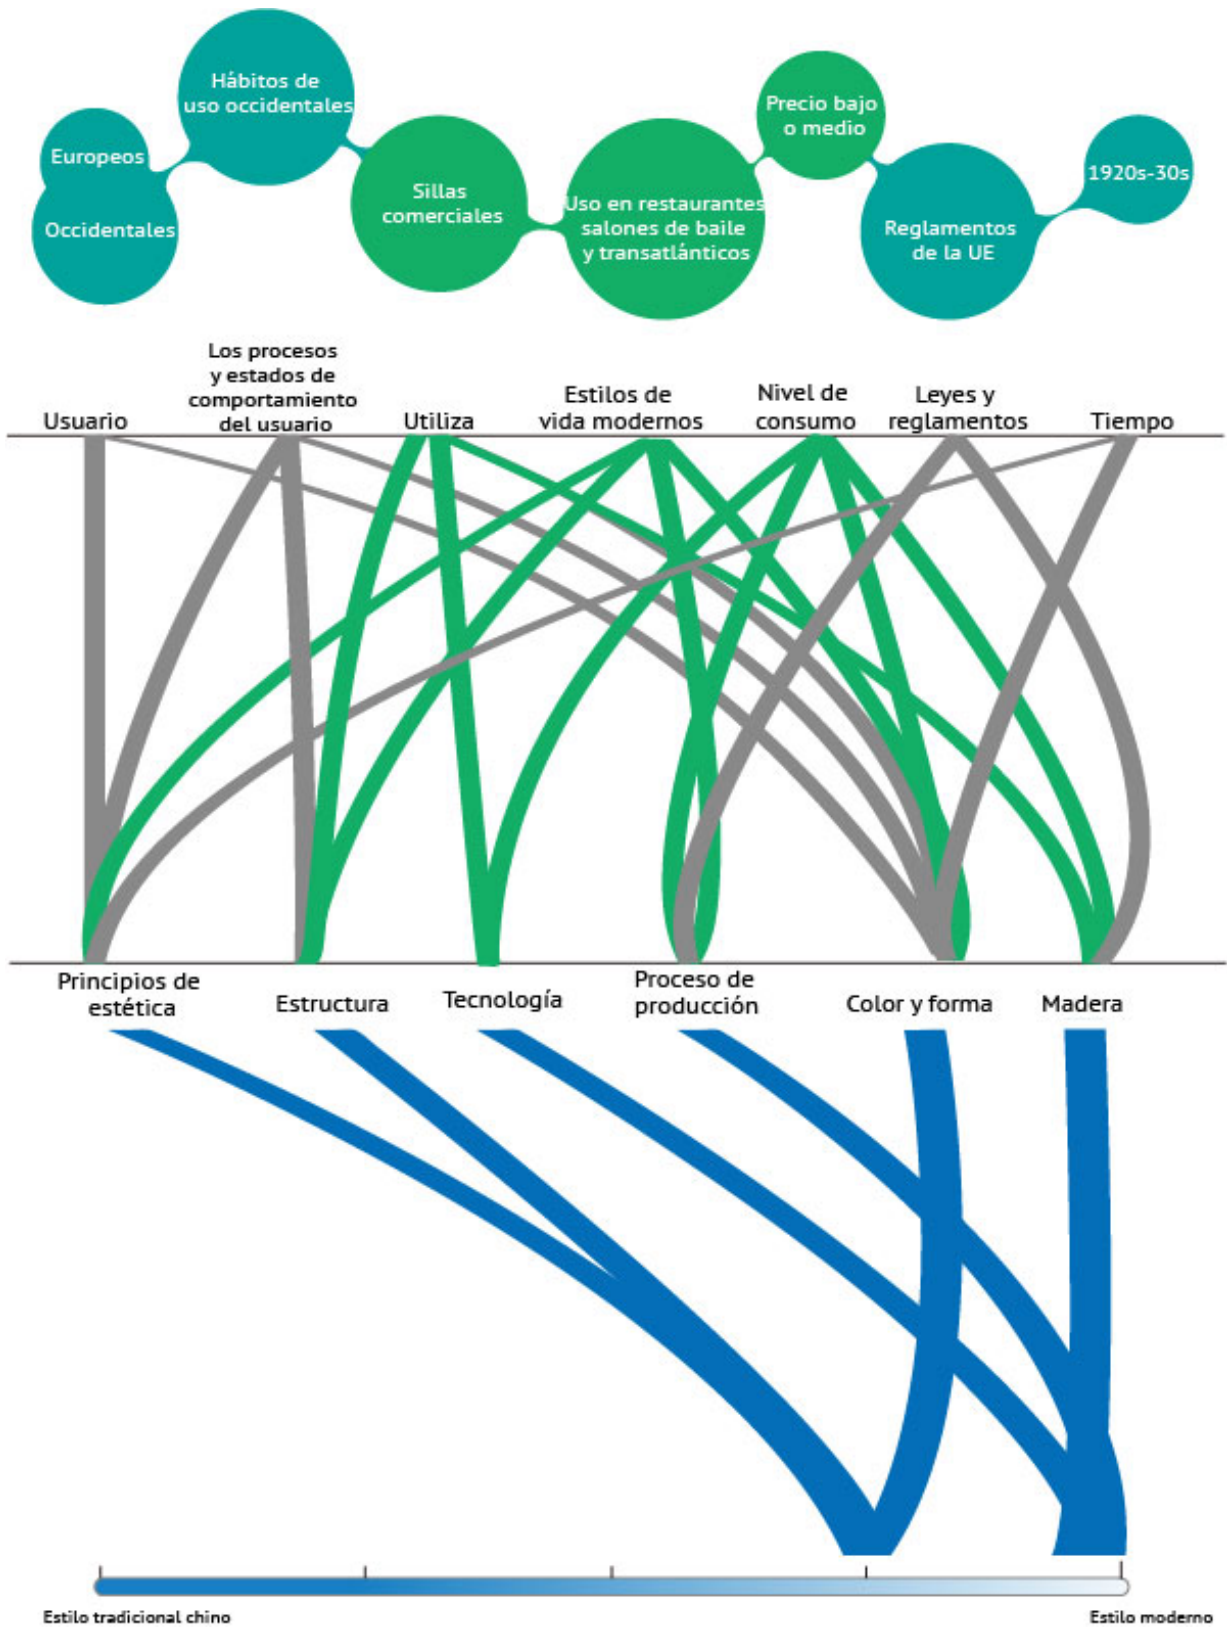 Hábitos de
uso occidentales
Europeos
Occidentales
Sillas
comerciales
Uso en restaurantes
salones de baile
y transatlánticos
Precio bajo
o medio
Reglamentos
de la UE
1920s-30s
Usuario
Los procesos
y estados de
comportamiento
del usuario
Utiliza
Estilos de
vida modernos
Nivel de
consumo
Leyes y
reglamentos
Tiempo
Principios de
estética
Estructura
Tecnología
Proceso de
producción
Color y forma
Madera
Estilo tradicional chino
Estilo moderno